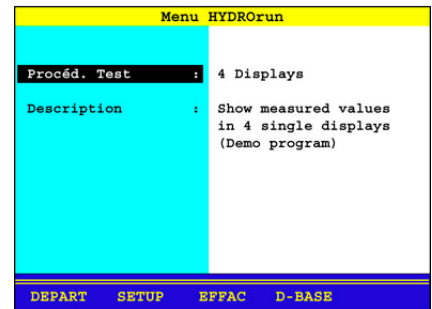 Menu HYDROrun
Procéd. Test : 4 Displays
Description : Show measured values
in 4 single displays
(Demo program)
DEPART SETUP EFFAC D-BASE